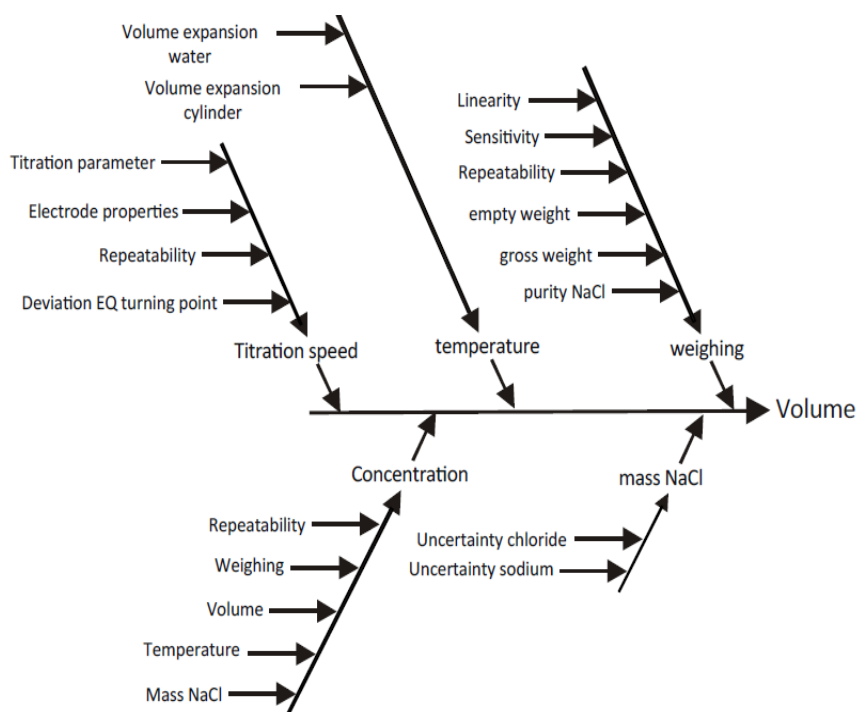 Volume expansion
water
Volume expansion
cylinder
Titration parameter
Electrode properties
Repeatability
Deviation EQ turning point
Titration speed
temperature
Linearity
Sensitivity
Repeatability
empty weight
gross weight
purity NaCl
weighing
Volume
Concentration
Repeatability
Weighing
Volume
Temperature
Mass NaCl
mass NaCl
Uncertainty chloride
Uncertainty sodium